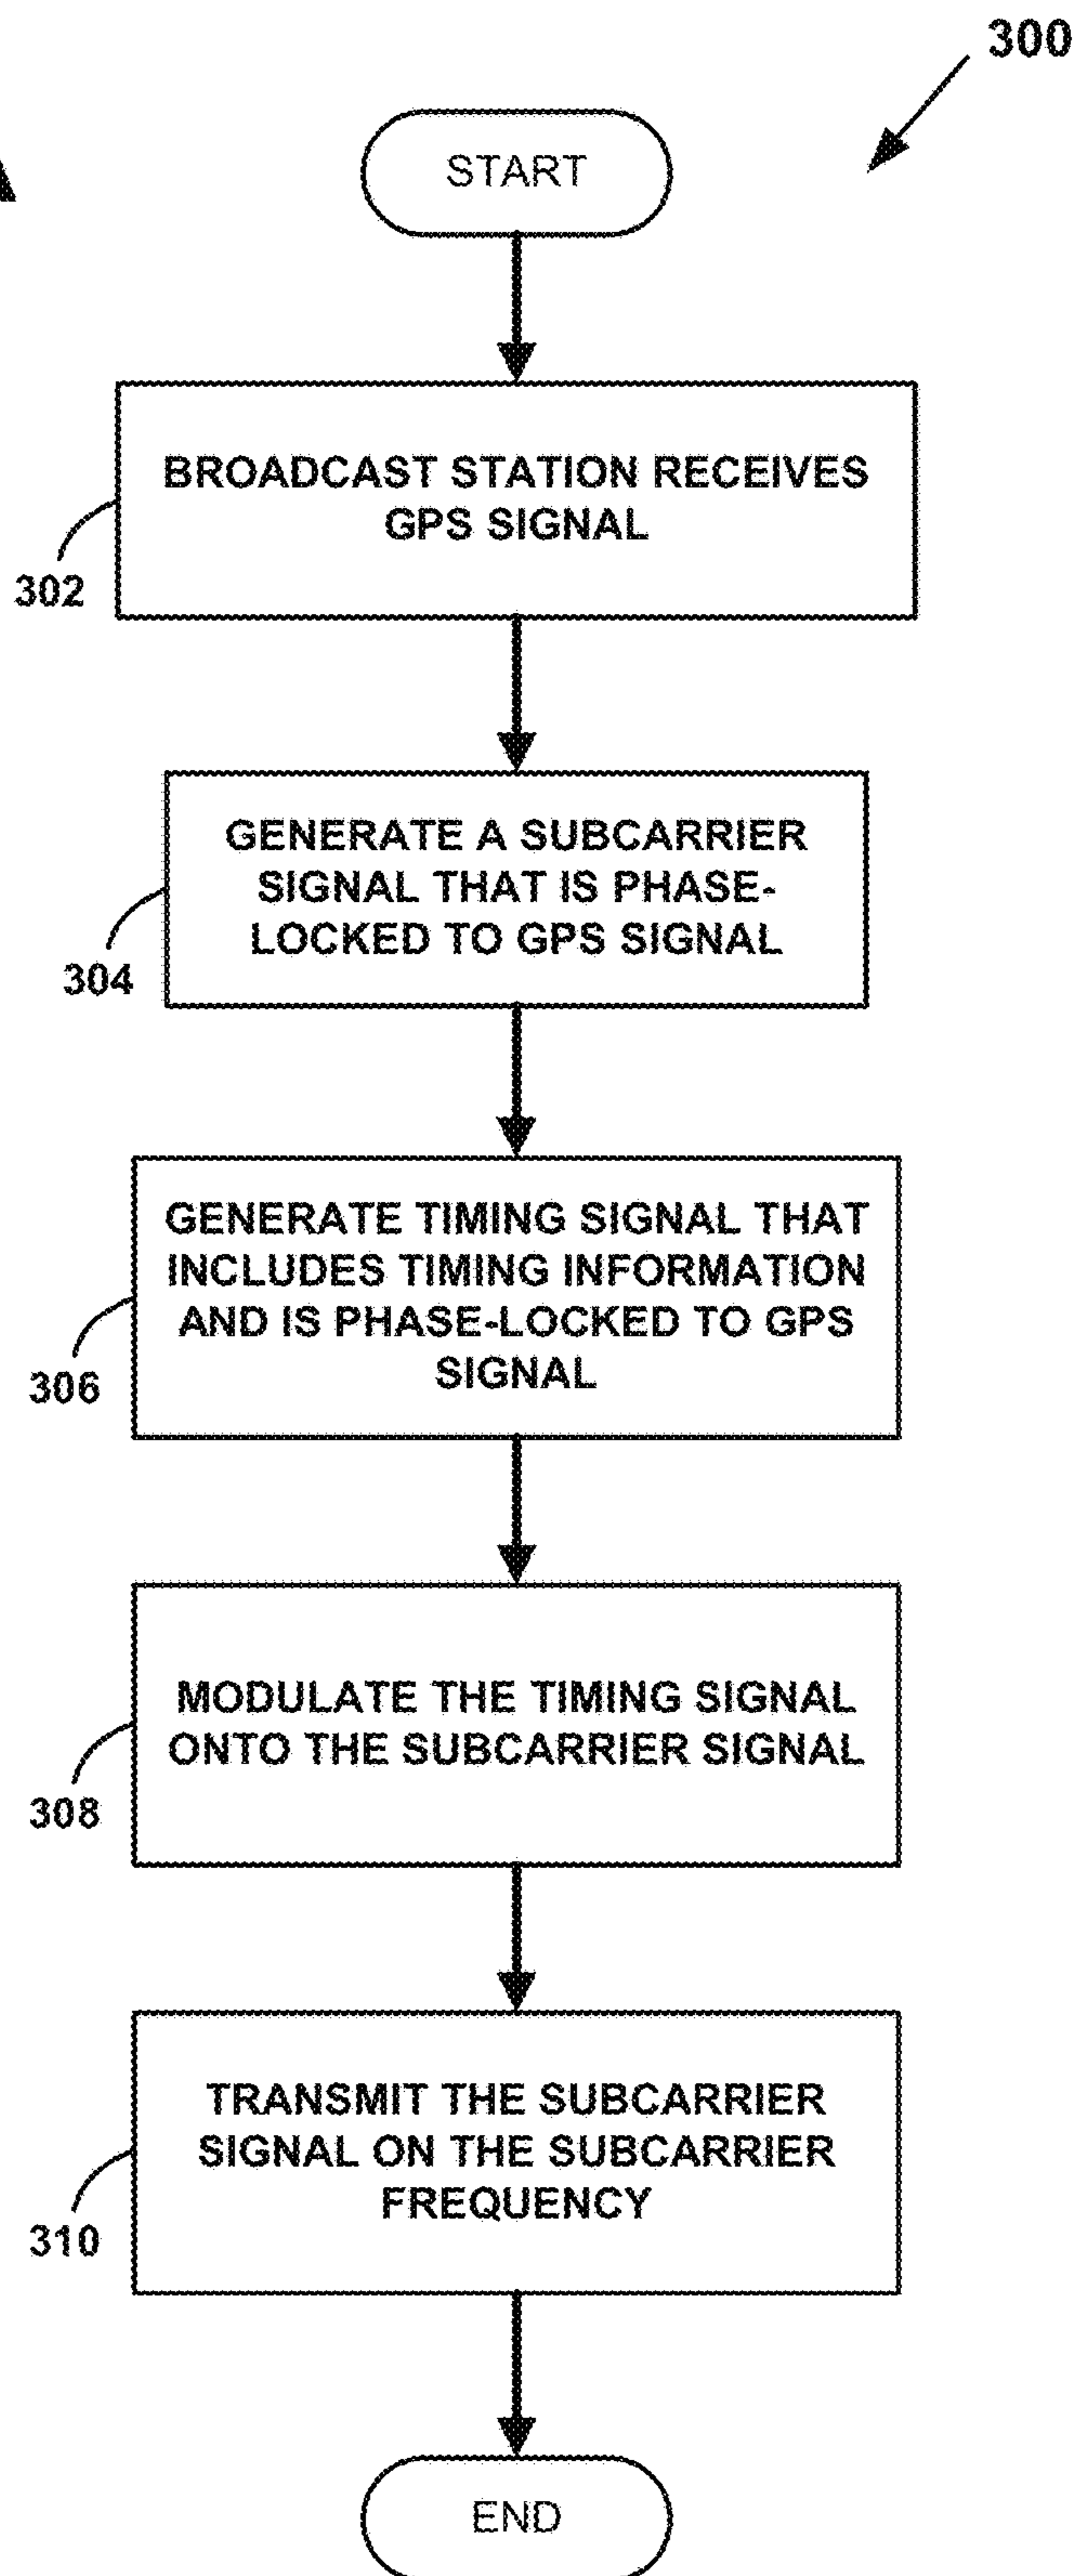 300
START
BROADCAST STATION RECEIVES
GPS SIGNAL
302
GENERATE A SUBCARRIER
SIGNAL THAT IS PHASE-
LOCKED TO GPS SIGNAL
304
GENERATE TIMING SIGNAL THAT
INCLUDES TIMING INFORMATION
AND IS PHASE-LOCKED TO GPS
SIGNAL
306
MODULATE THE TIMING SIGNAL
ONTO THE SUBCARRIER SIGNAL
308
TRANSMIT THE SUBCARRIER
SIGNAL ON THE SUBCARRIER
FREQUENCY
310
END